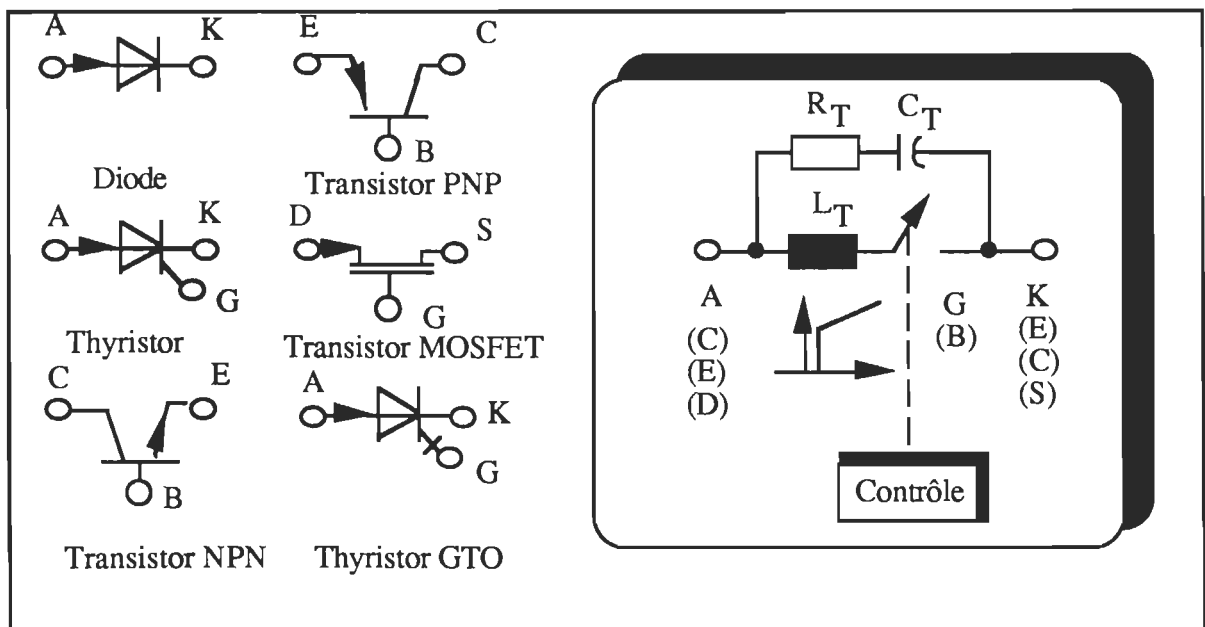 A K
Diode
E C
B
Transistor PNP
A K
G
Thyristor
D S
G
Transistor MOSFET
C E
B
Transistor NPN
A K
G
Thyristor GTO
R_T C_T
L_T
A G K
(C) (B) (E)
(E) (C)
(D) (S)
Contrôle